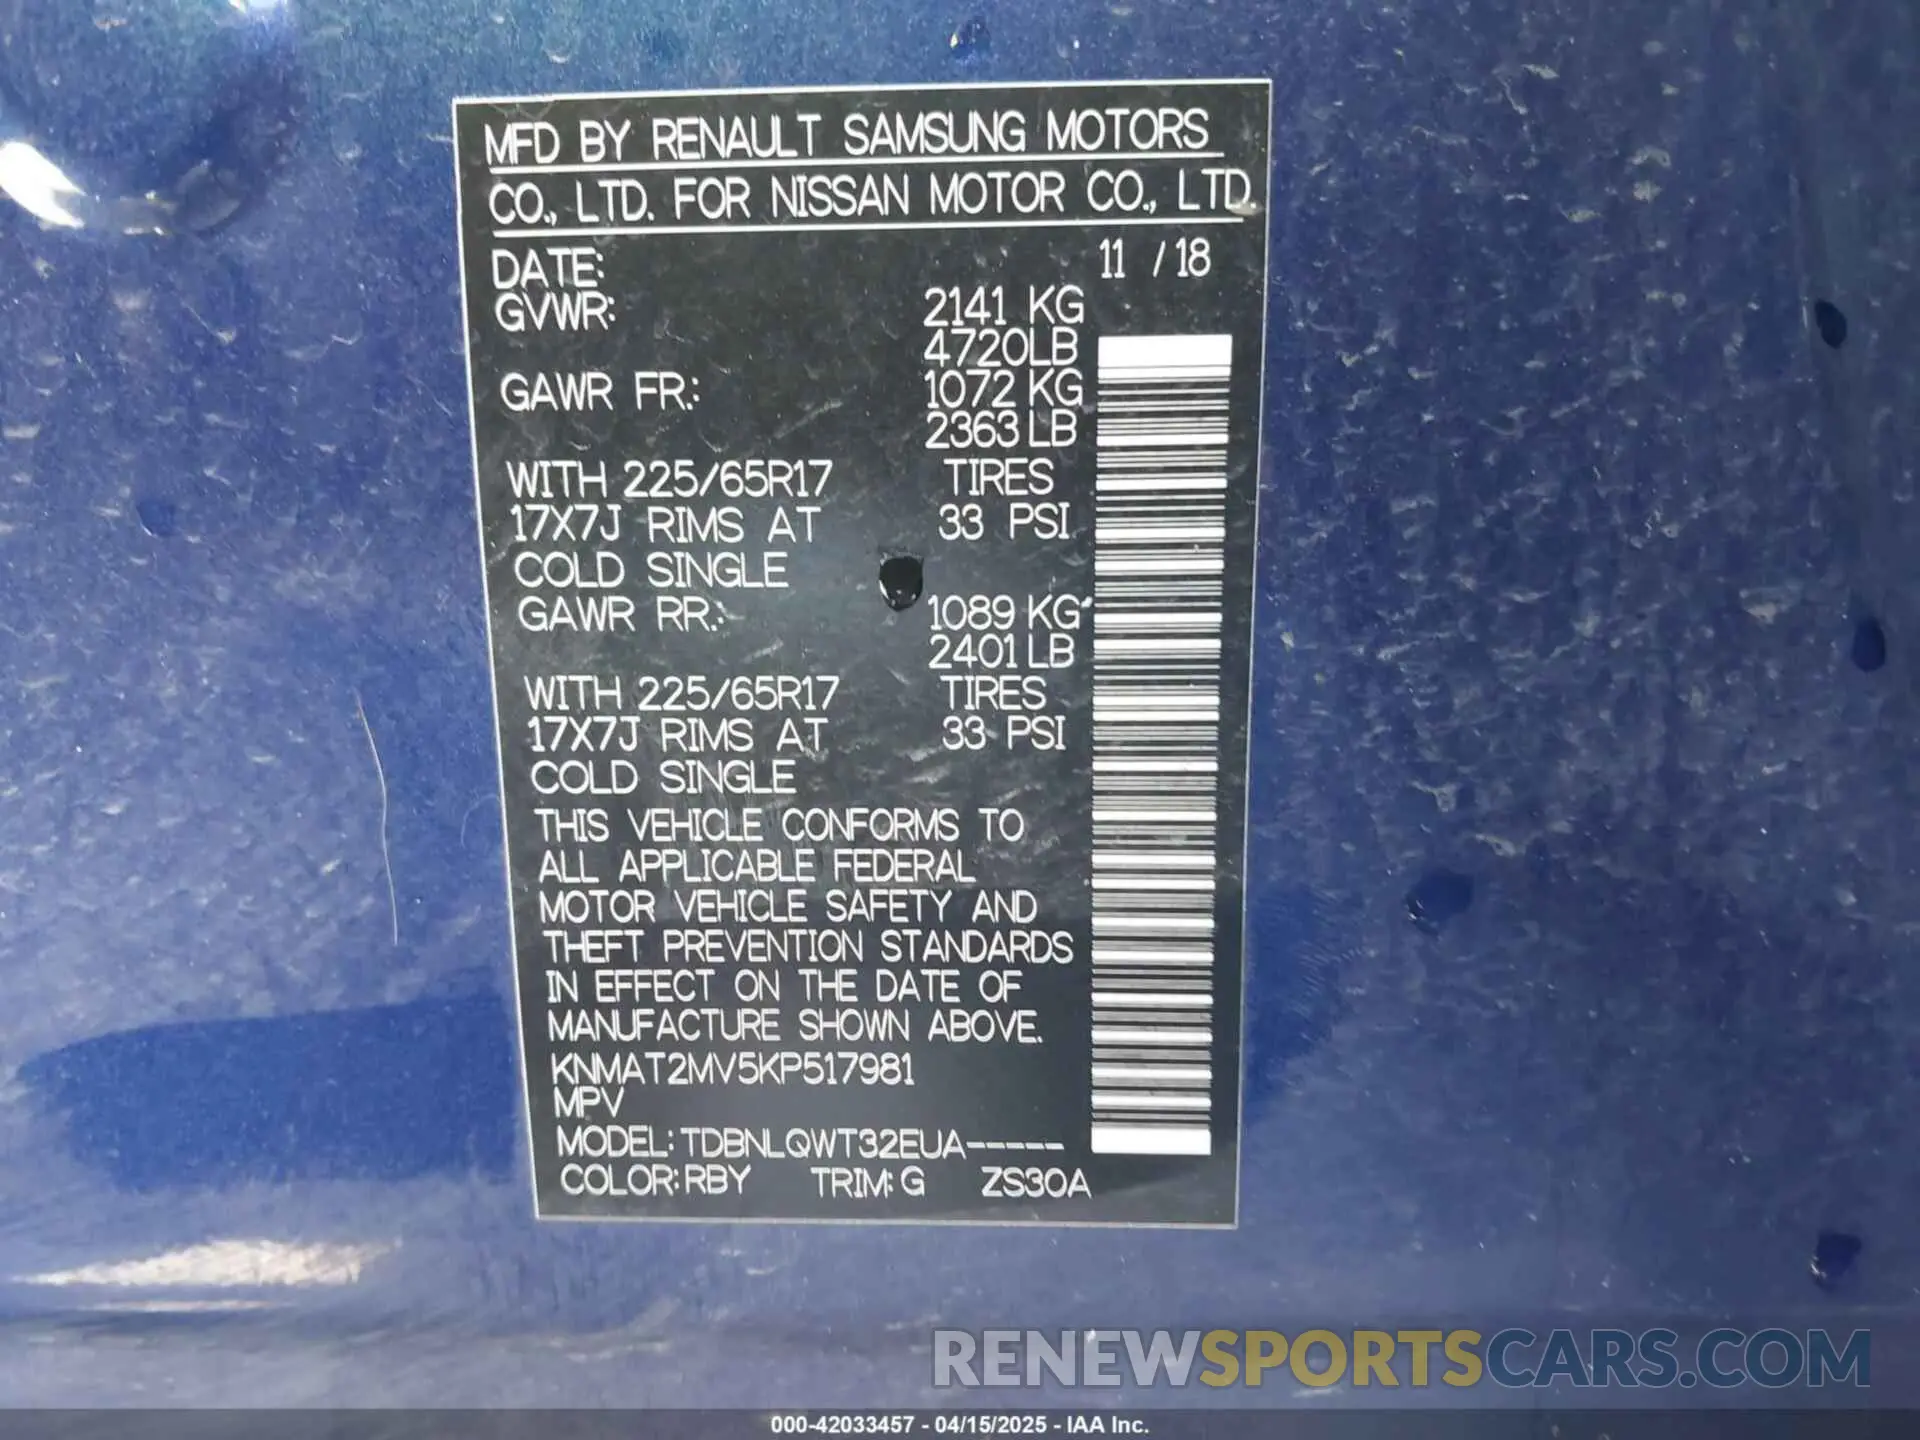 MFD BY RENAULT SAMSUNG MOTORS
CO., LTD. FOR NISSAN MOTOR CO., LTD.
DATE: 11 / 18
GVWR: 2141 KG
4720LB
GAWR FR.: 1072 KG
2363 LB
WITH 225/65R17 TIRES
17X7J RIMS AT 33 PSI
COLD SINGLE
GAWR RR.: 1089 KG
2401 LB
WITH 225/65R17 TIRES
17X7J RIMS AT 33 PSI
COLD SINGLE
THIS VEHICLE CONFORMS TO
ALL APPLICABLE FEDERAL
MOTOR VEHICLE SAFETY AND
THEFT PREVENTION STANDARDS
IN EFFECT ON THE DATE OF
MANUFACTURE SHOWN ABOVE.
KNMAT2MV5KP517981
MPV
MODEL: TDBNLQWT32EUA-----
COLOR: RBY TRIM: G ZS30A
RENEWSPORTSCARS.COM
000-42033457 - 04/15/2025 - IAA Inc.